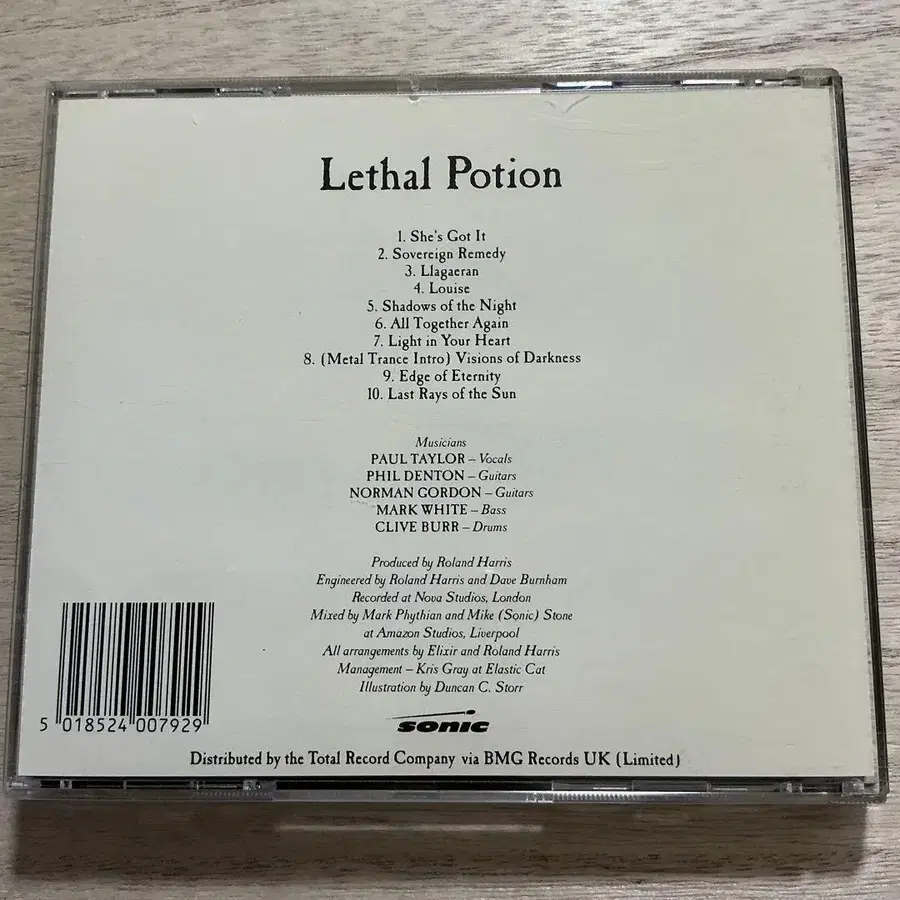 Lethal Potion
1. She's Got It
2. Sovereign Remedy
3. Llagaeran
4. Louise
5. Shadows of the Night
6. All Together Again
7. Light in Your Heart
8. (Metal Trance Intro) Visions of Darkness
9. Edge of Eternity
10. Last Rays of the Sun
Musicians
PAUL TAYLOR – Vocals
PHIL DENTON – Guitars
NORMAN GORDON – Guitars
MARK WHITE – Bass
CLIVE BURR – Drums
Produced by Roland Harris
Engineered by Roland Harris and Dave Burnham
Recorded at Nova Studios, London
Mixed by Mark Phythian and Mike (Sonic) Stone
at Amazon Studios, Liverpool
All arrangements by Elixir and Roland Harris
Management – Kris Gray at Elastic Cat
Illustration by Duncan C. Storr
5 018524 007929
sonic
Distributed by the Total Record Company via BMG Records UK (Limited)